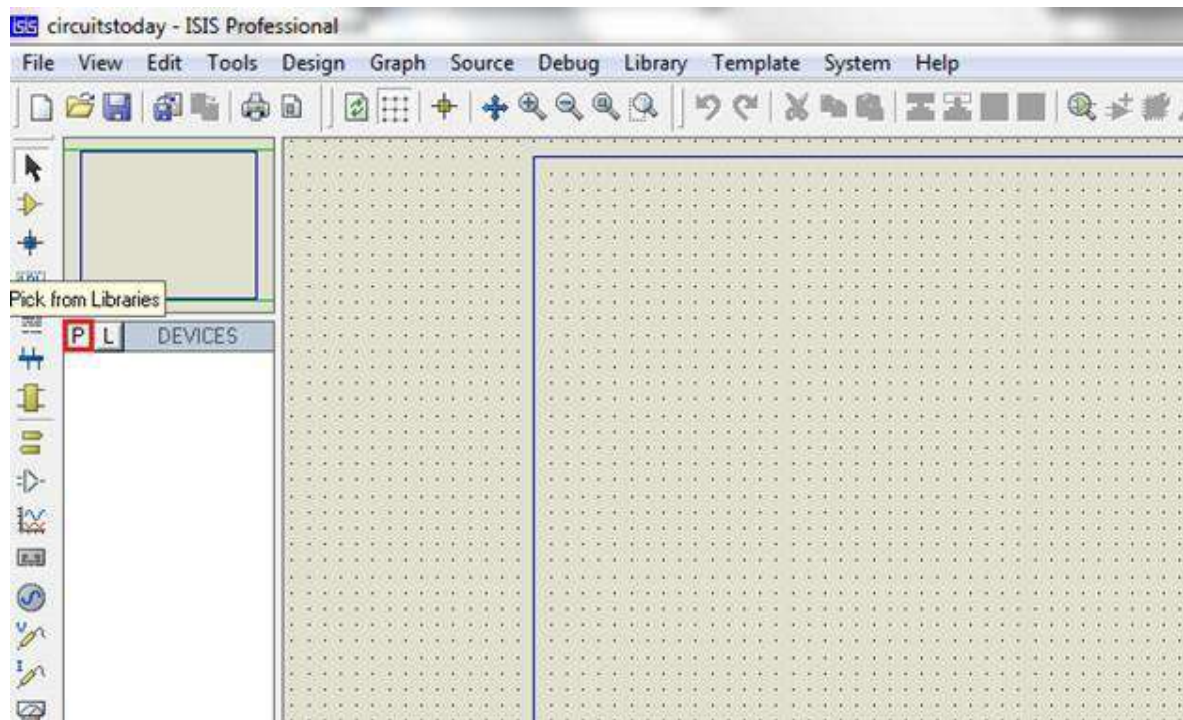 ISIS circuitstoday - ISIS Professional
File View Edit Tools Design Graph Source Debug Library Template System Help
Pick from Libraries
P L DEVICES